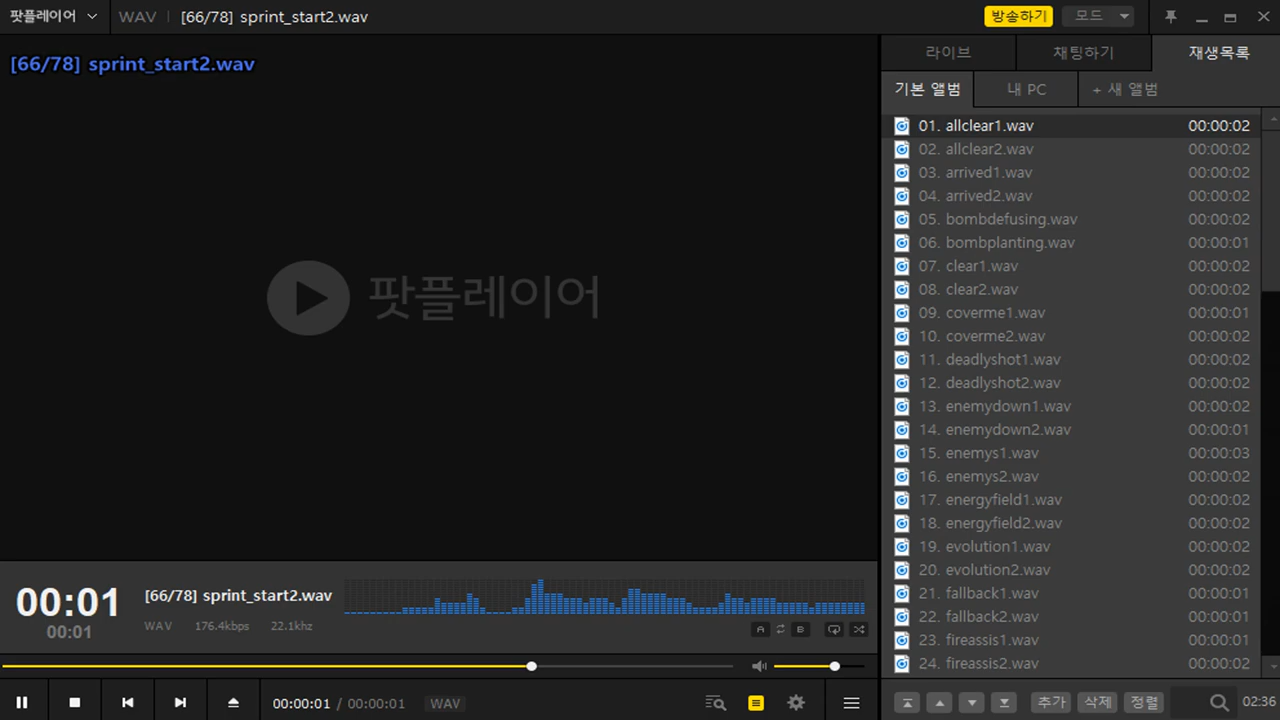 팟플레이어 WAV [66/78] sprint_start2.wav 방송하기 모드
[66/78] sprint_start2.wav
팟플레이어
라이브 채팅하기 재생목록
기본 앨범 내 PC + 새 앨범
01. allclear1.wav 00:00:02
02. allclear2.wav 00:00:02
03. arrived1.wav 00:00:02
04. arrived2.wav 00:00:02
05. bombdefusing.wav 00:00:02
06. bombplanting.wav 00:00:01
07. clear1.wav 00:00:02
08. clear2.wav 00:00:02
09. coverme1.wav 00:00:01
10. coverme2.wav 00:00:02
11. deadlyshot1.wav 00:00:02
12. deadlyshot2.wav 00:00:02
13. enemydown1.wav 00:00:02
14. enemydown2.wav 00:00:01
15. enemys1.wav 00:00:03
16. enemys2.wav 00:00:02
17. energyfield1.wav 00:00:02
18. energyfield2.wav 00:00:02
19. evolution1.wav 00:00:02
20. evolution2.wav 00:00:02
21. fallback1.wav 00:00:01
22. fallback2.wav 00:00:01
23. fireassis1.wav 00:00:01
24. fireassis2.wav 00:00:02
00:01 [66/78] sprint_start2.wav
00:01 WAV 176.4kbps 22.1khz
A B
00:00:01 / 00:00:01 WAV
추가 삭제 정렬 02:36